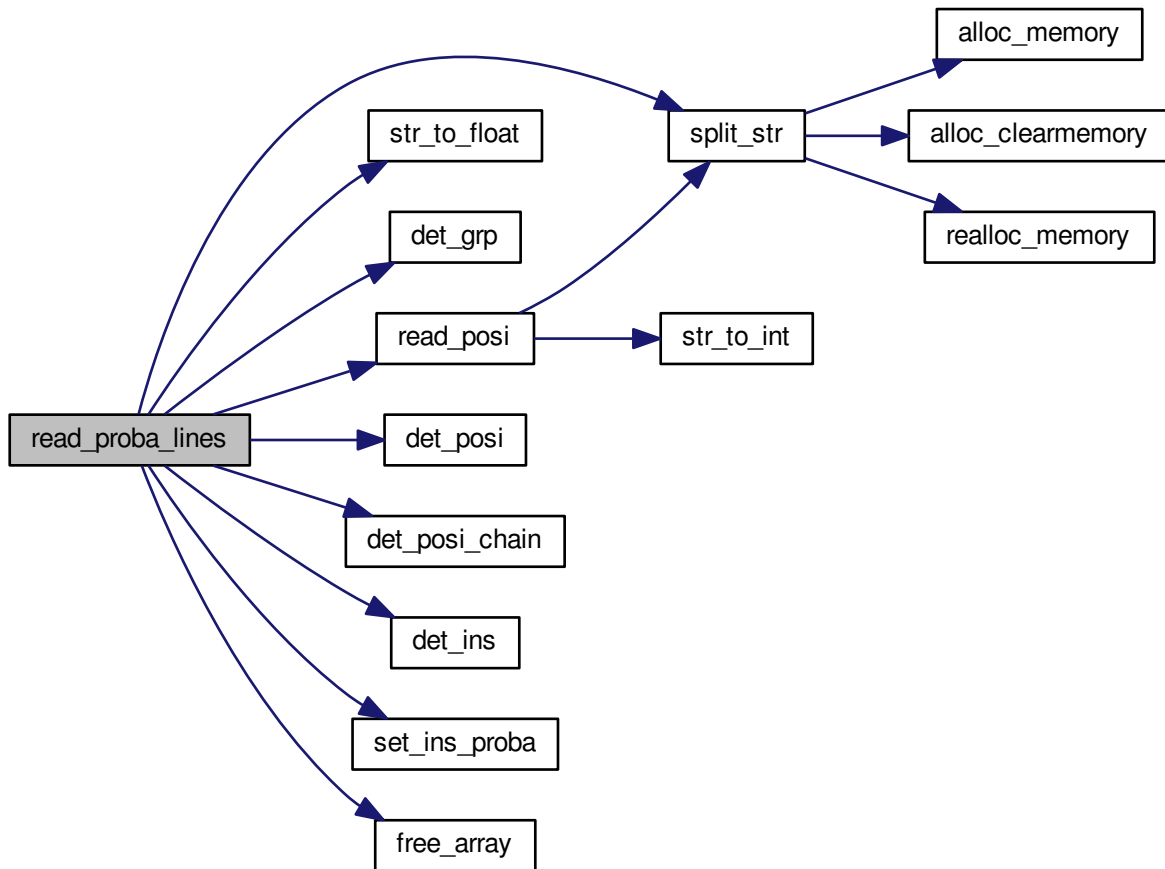 alloc_memory
str_to_float
split_str
alloc_clearmemory
det_grp
realloc_memory
read_posi
str_to_int
read_proba_lines
det_posi
det_posi_chain
det_ins
set_ins_proba
free_array